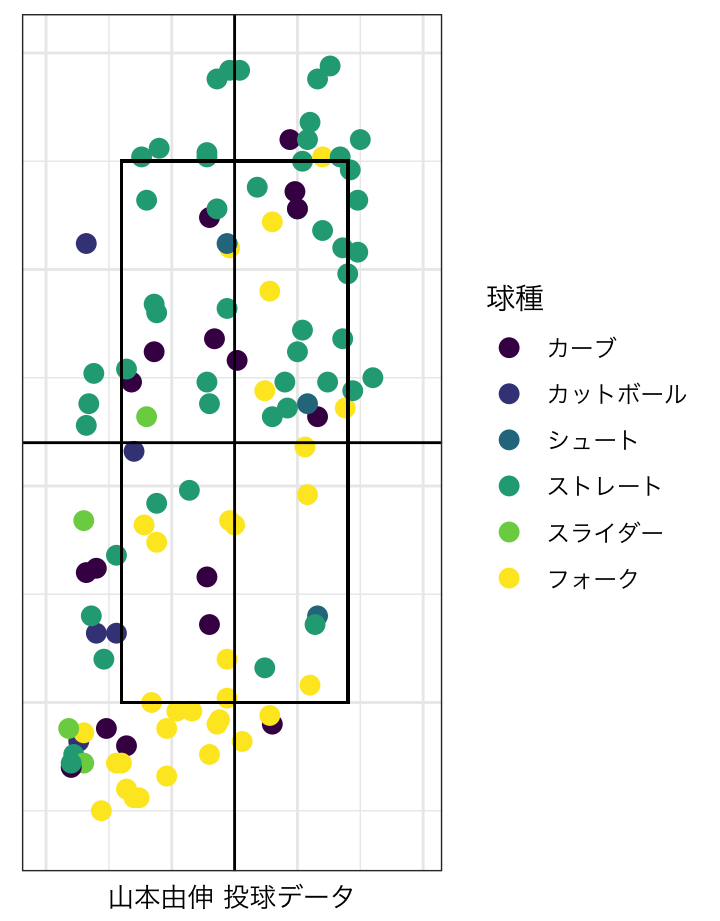 球種
カーブ
カットボール
シュート
ストレート
スライダー
フォーク
山本由伸 投球データ